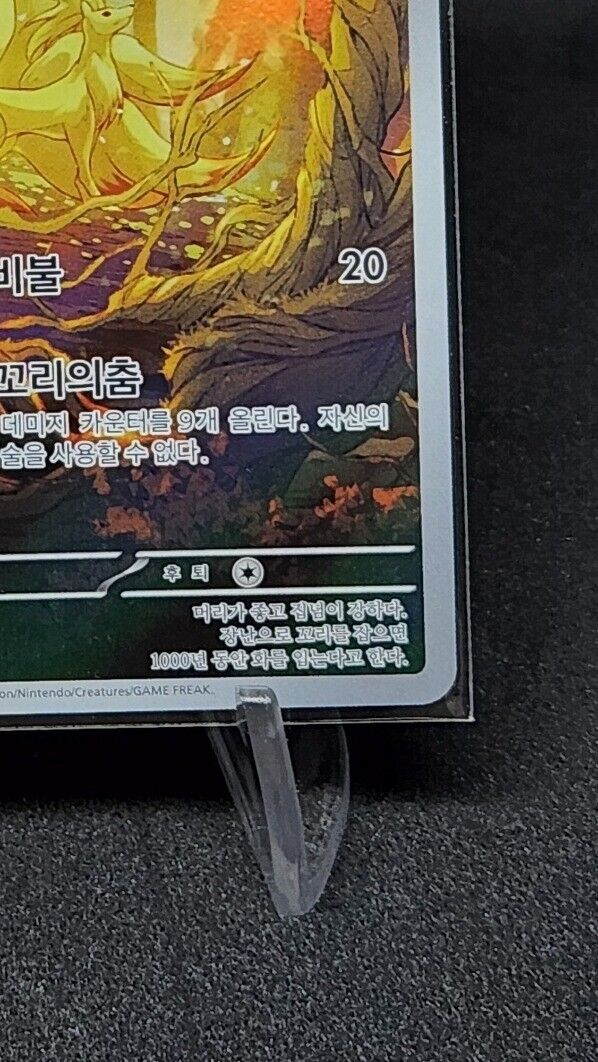 비불
20
꼬리의춤
데미지 카운터를 9개 올린다. 자신의
술을 사용할 수 없다.
후퇴
머리가 좋고 집념이 강하다.
장난으로 꼬리를 잡으면
1000년 동안 화를 입는다고 한다.
on/Nintendo/Creatures/GAME FREAK.